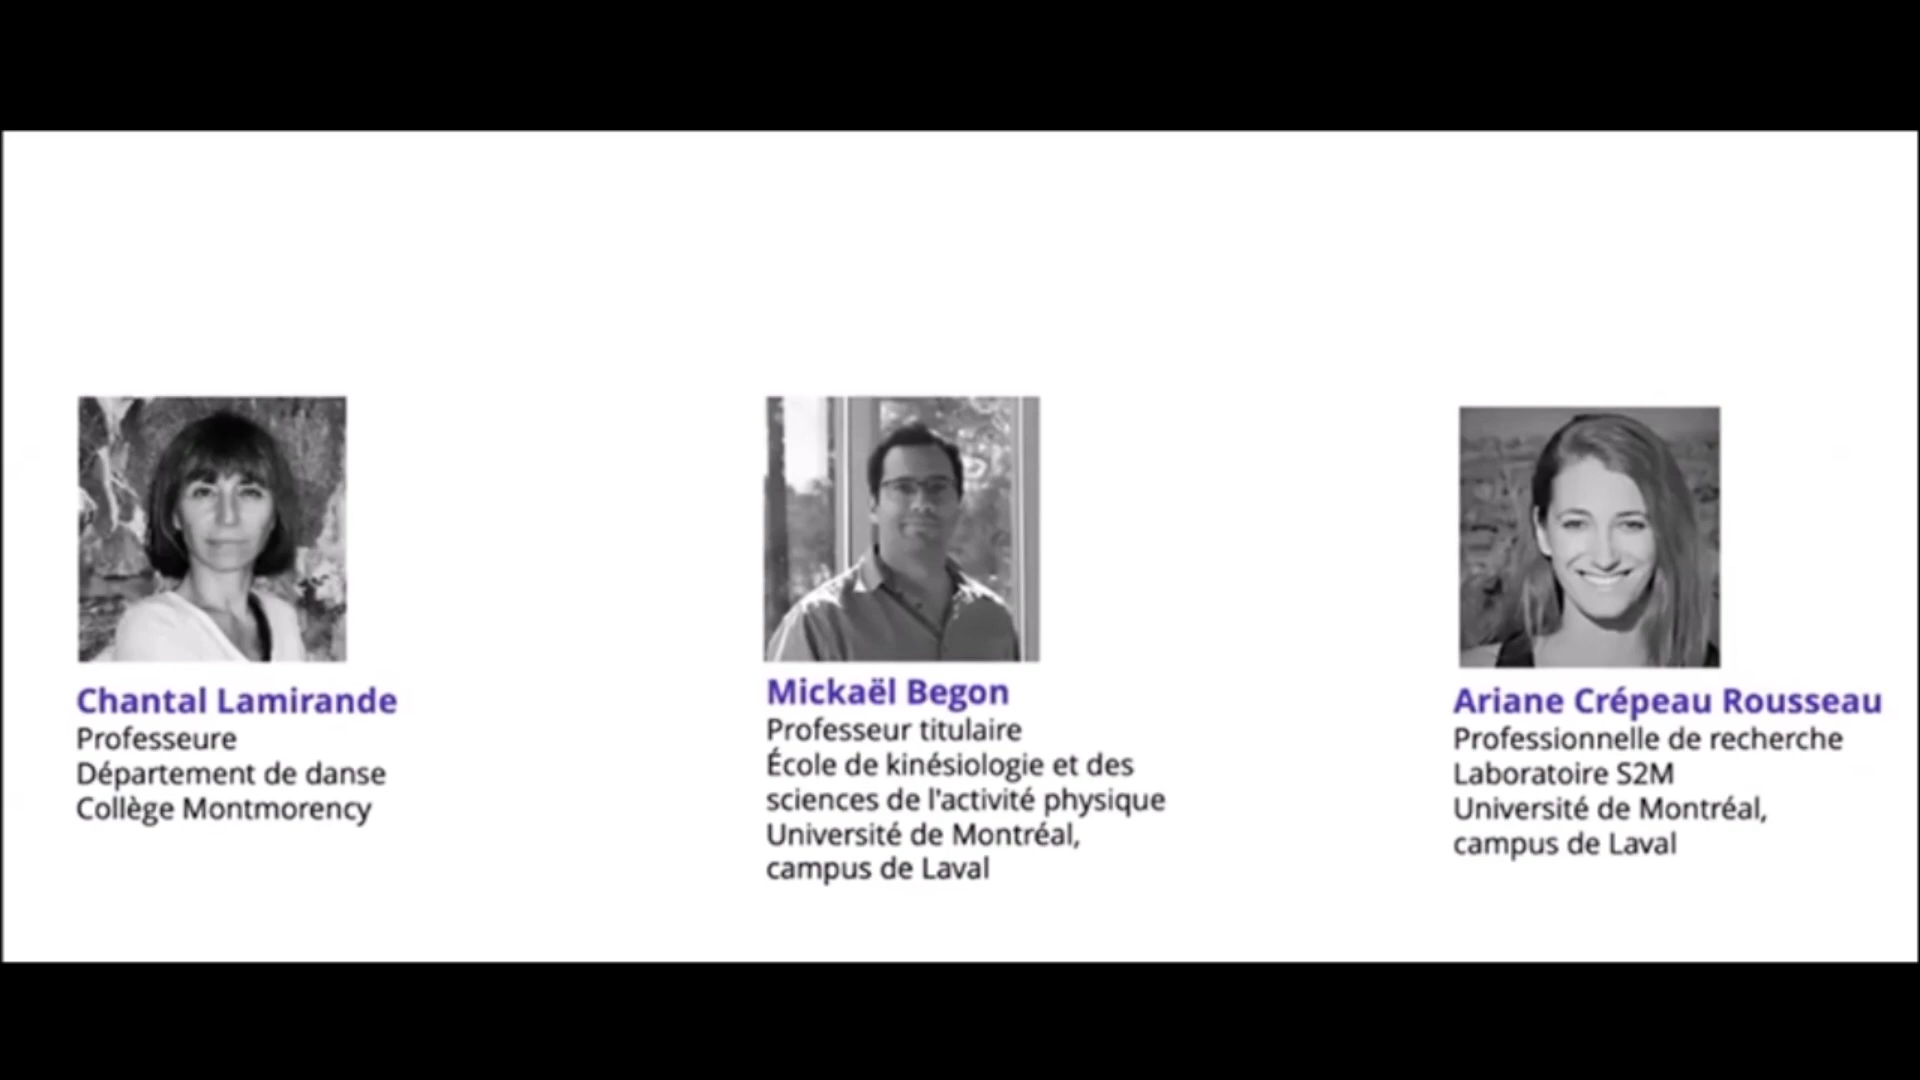 Chantal Lamirande
Professeure
Département de danse
Collège Montmorency
Mickaël Begon
Professeur titulaire
École de kinésiologie et des
sciences de l'activité physique
Université de Montréal,
campus de Laval
Ariane Crépeau Rousseau
Professionnelle de recherche
Laboratoire S2M
Université de Montréal,
campus de Laval